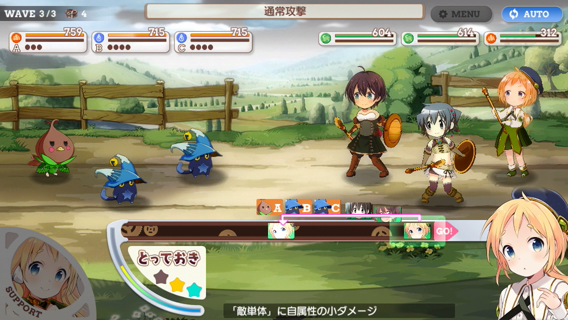 WAVE 3/3 4
通常攻撃
MENU
AUTO
759
715
715
A
B
C
604
614
312
A B C
GO!
とっておき
SUPPORT
「敵単体」に自属性の小ダメージ